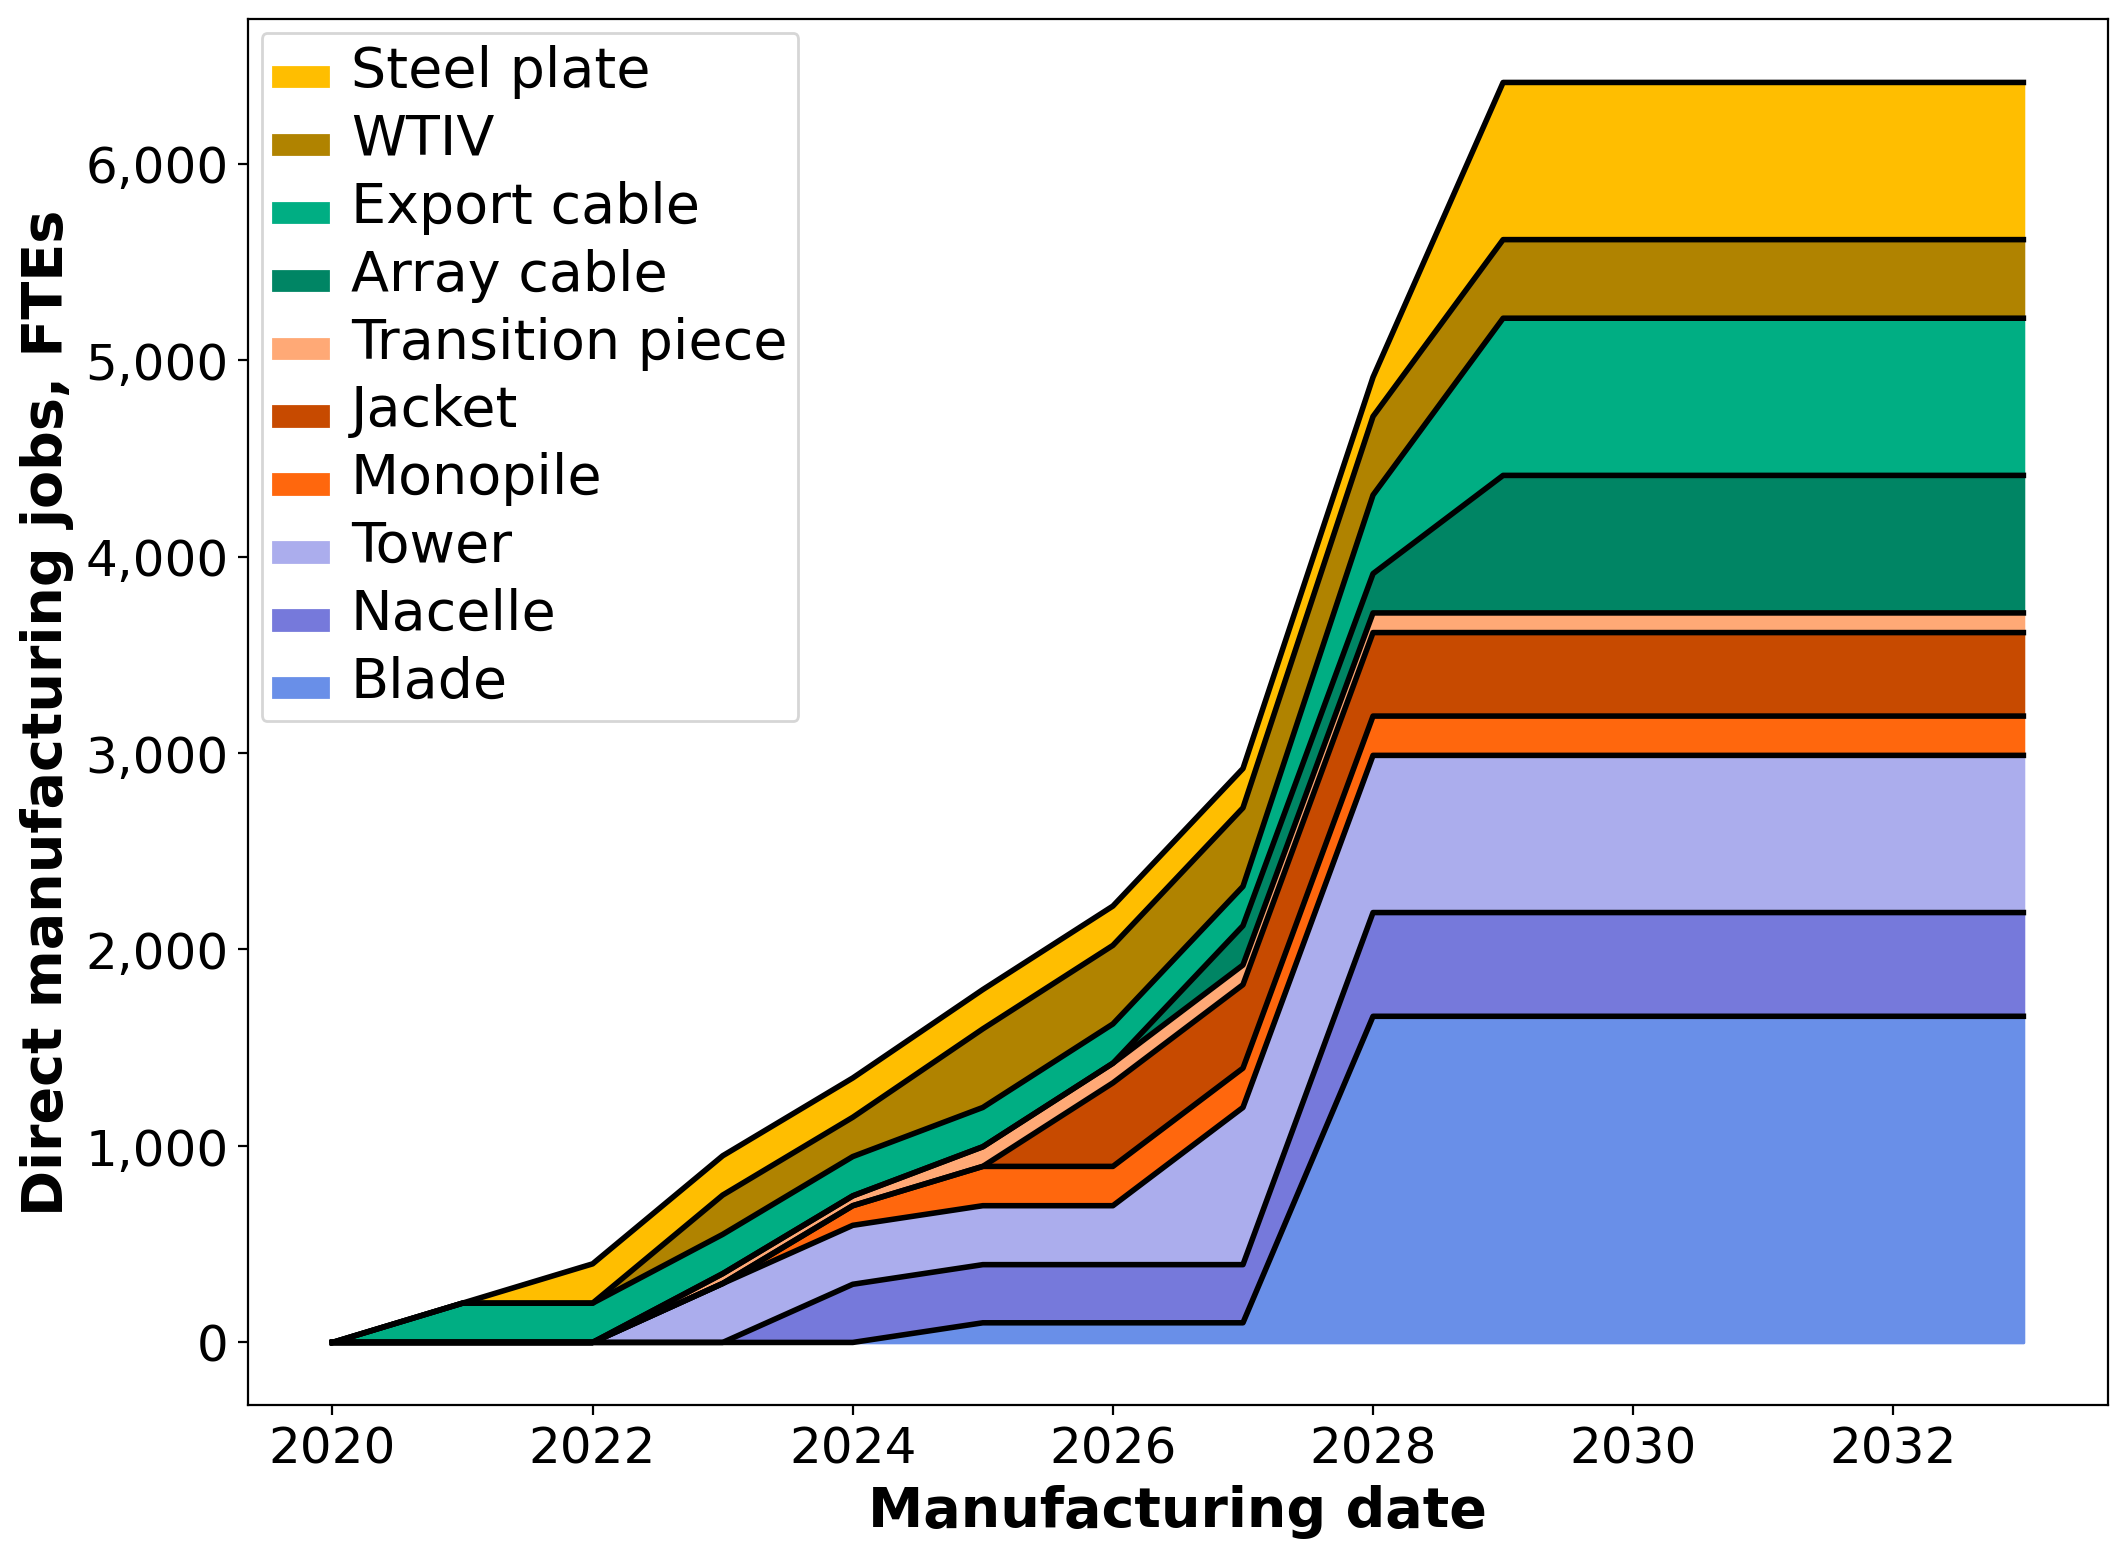 Steel plate
WTIV
Export cable
Array cable
Transition piece
Jacket
Monopile
Tower
Nacelle
Blade
Direct manufacturing jobs, FTEs
6,000
5,000
4,000
3,000
2,000
1,000
0
2020 2022 2024 2026 2028 2030 2032
Manufacturing date